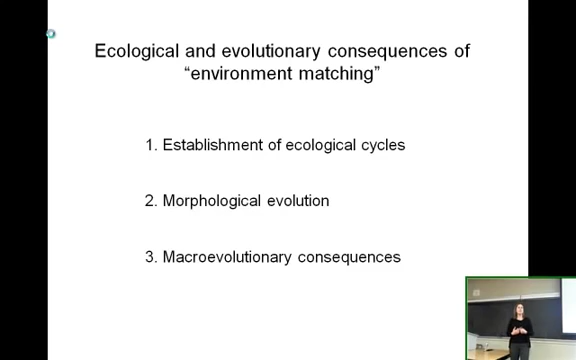 Ecological and evolutionary consequences of
“environment matching”
1. Establishment of ecological cycles
2. Morphological evolution
3. Macroevolutionary consequences